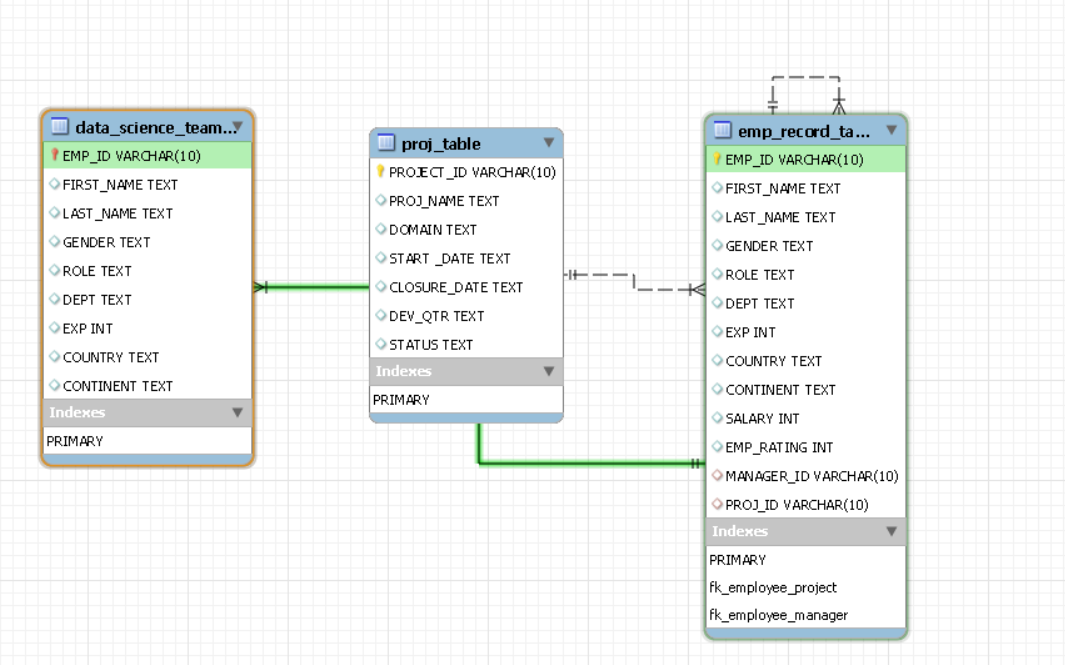 data_science_team...
EMP_ID VARCHAR(10)
FIRST_NAME TEXT
LAST_NAME TEXT
GENDER TEXT
ROLE TEXT
DEPT TEXT
EXP INT
COUNTRY TEXT
CONTINENT TEXT
Indexes
PRIMARY
proj_table
PROJECT_ID VARCHAR(10)
PROJ_NAME TEXT
DOMAIN TEXT
START _DATE TEXT
CLOSURE_DATE TEXT
DEV_QTR TEXT
STATUS TEXT
Indexes
PRIMARY
emp_record_ta...
EMP_ID VARCHAR(10)
FIRST_NAME TEXT
LAST_NAME TEXT
GENDER TEXT
ROLE TEXT
DEPT TEXT
EXP INT
COUNTRY TEXT
CONTINENT TEXT
SALARY INT
EMP_RATING INT
MANAGER_ID VARCHAR(10)
PROJ_ID VARCHAR(10)
Indexes
PRIMARY
fk_employee_project
fk_employee_manager